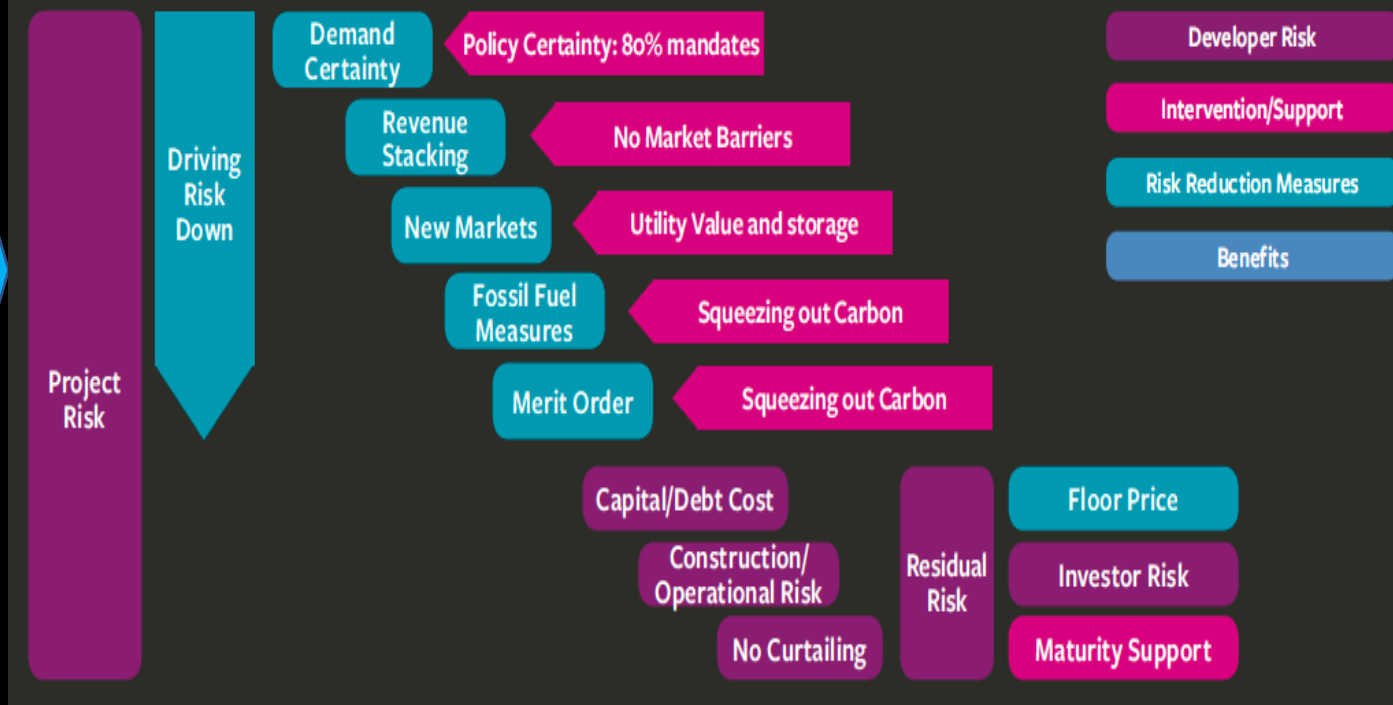 Project
Risk
Driving
Risk
Down
Demand
Certainty
Policy Certainty: 80% mandates
Revenue
Stacking
No Market Barriers
New Markets
Utility Value and storage
Fossil Fuel
Measures
Squeezing out Carbon
Merit Order
Squeezing out Carbon
Capital/Debt Cost
Construction/
Operational Risk
No Curtailing
Residual
Risk
Floor Price
Investor Risk
Maturity Support
Developer Risk
Intervention/Support
Risk Reduction Measures
Benefits